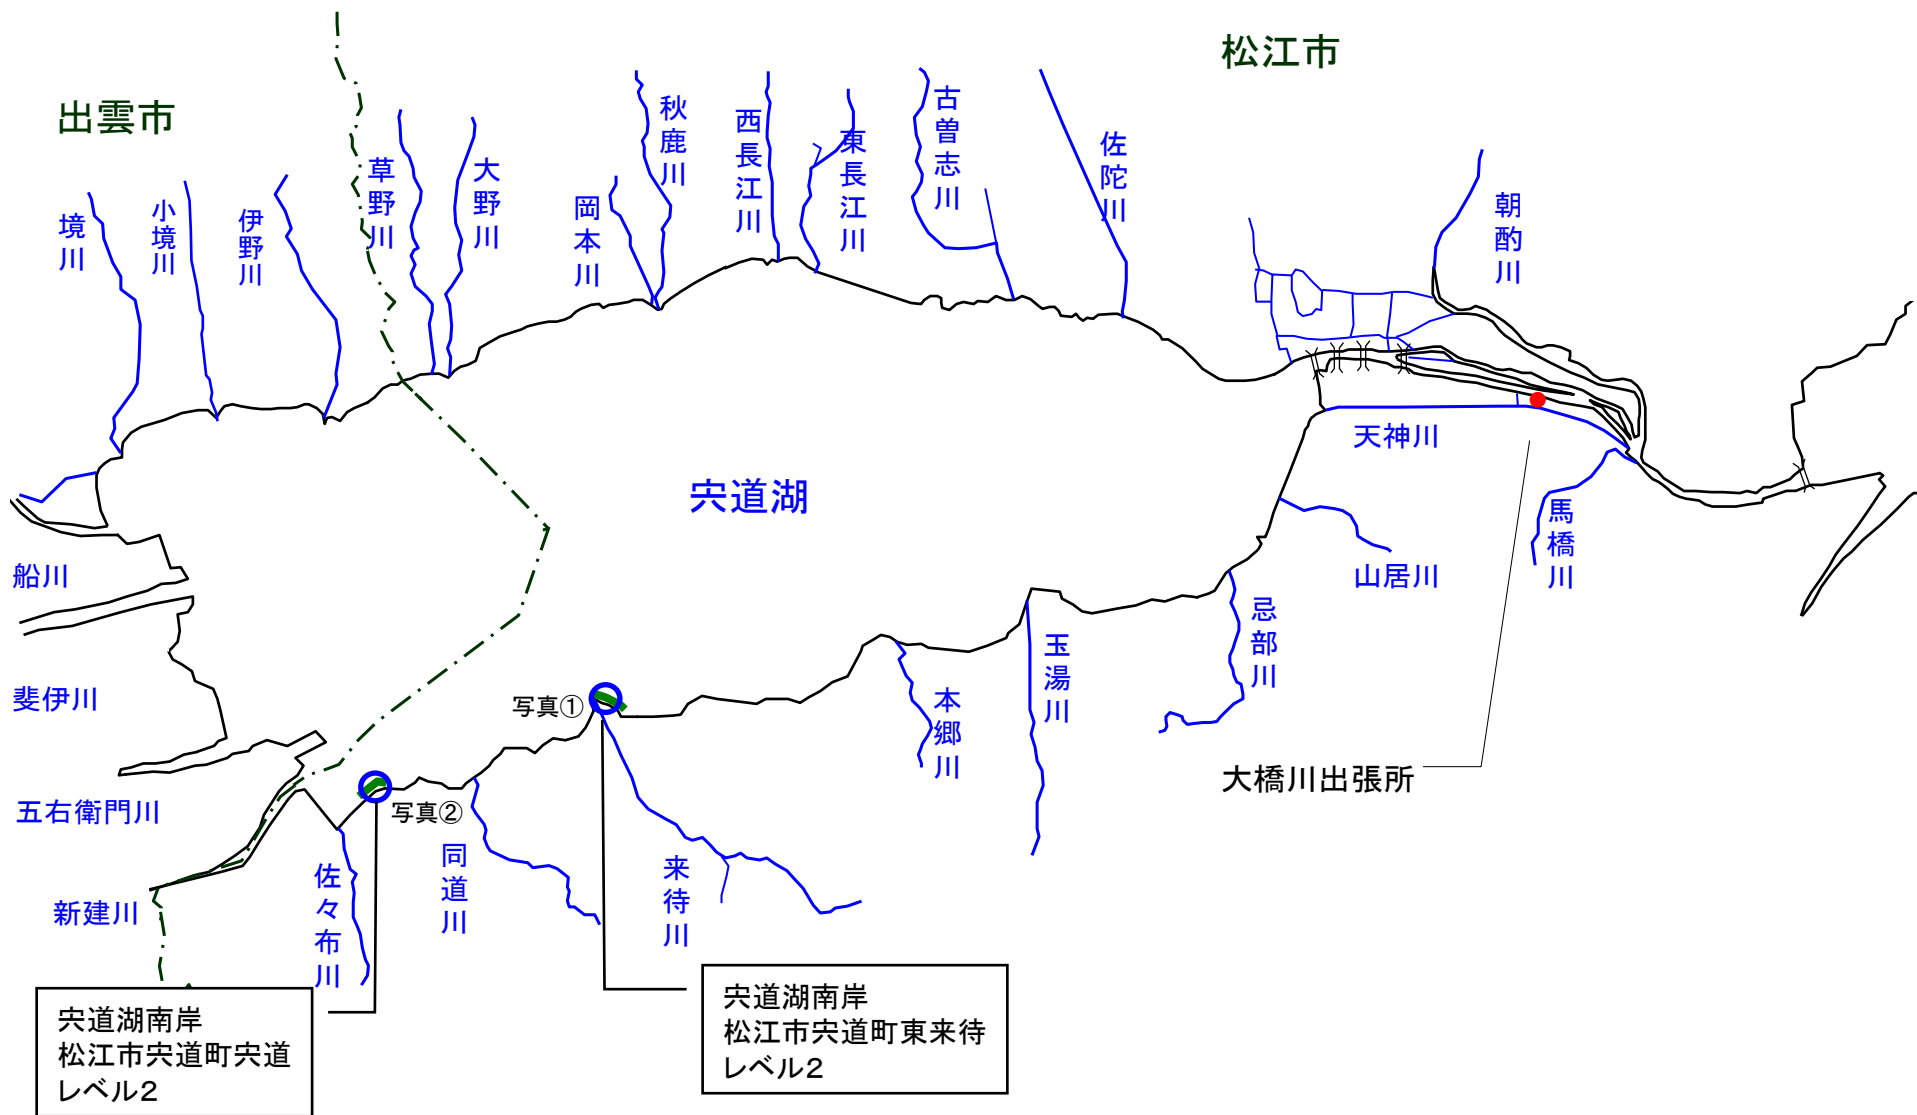 松江市
出雲市
境川
小境川
伊野川
草野川
大野川
岡本川
秋鹿川
西長江川
東長江川
古曽志川
佐陀川
朝酌川
天神川
宍道湖
馬橋川
船川
山居川
忌部川
玉湯川
本郷川
斐伊川
写真①
大橋川出張所
五右衛門川
写真②
同道川
来待川
佐々布川
新建川
宍道湖南岸
松江市宍道町宍道
レベル2
宍道湖南岸
松江市宍道町東来待
レベル2